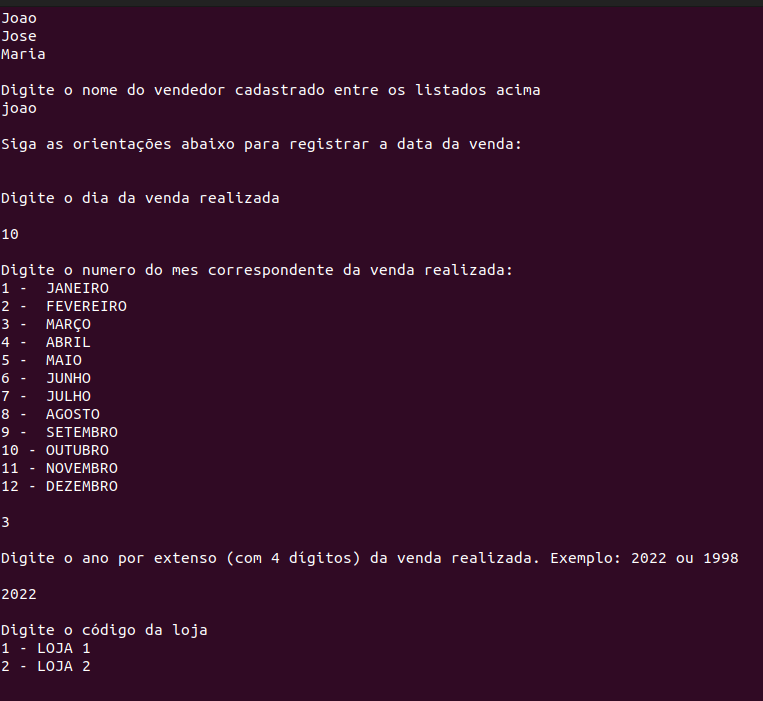 Joao
Jose
Maria
Digite o nome do vendedor cadastrado entre os listados acima
joao
Siga as orientações abaixo para registrar a data da venda:
Digite o dia da venda realizada
10
Digite o numero do mes correspondente da venda realizada:
1 -  JANEIRO
2 -  FEVEREIRO
3 -  MARÇO
4 -  ABRIL
5 -  MAIO
6 -  JUNHO
7 -  JULHO
8 -  AGOSTO
9 -  SETEMBRO
10 - OUTUBRO
11 - NOVEMBRO
12 - DEZEMBRO
3
Digite o ano por extenso (com 4 dígitos) da venda realizada. Exemplo: 2022 ou 1998
2022
Digite o código da loja
1 - LOJA 1
2 - LOJA 2